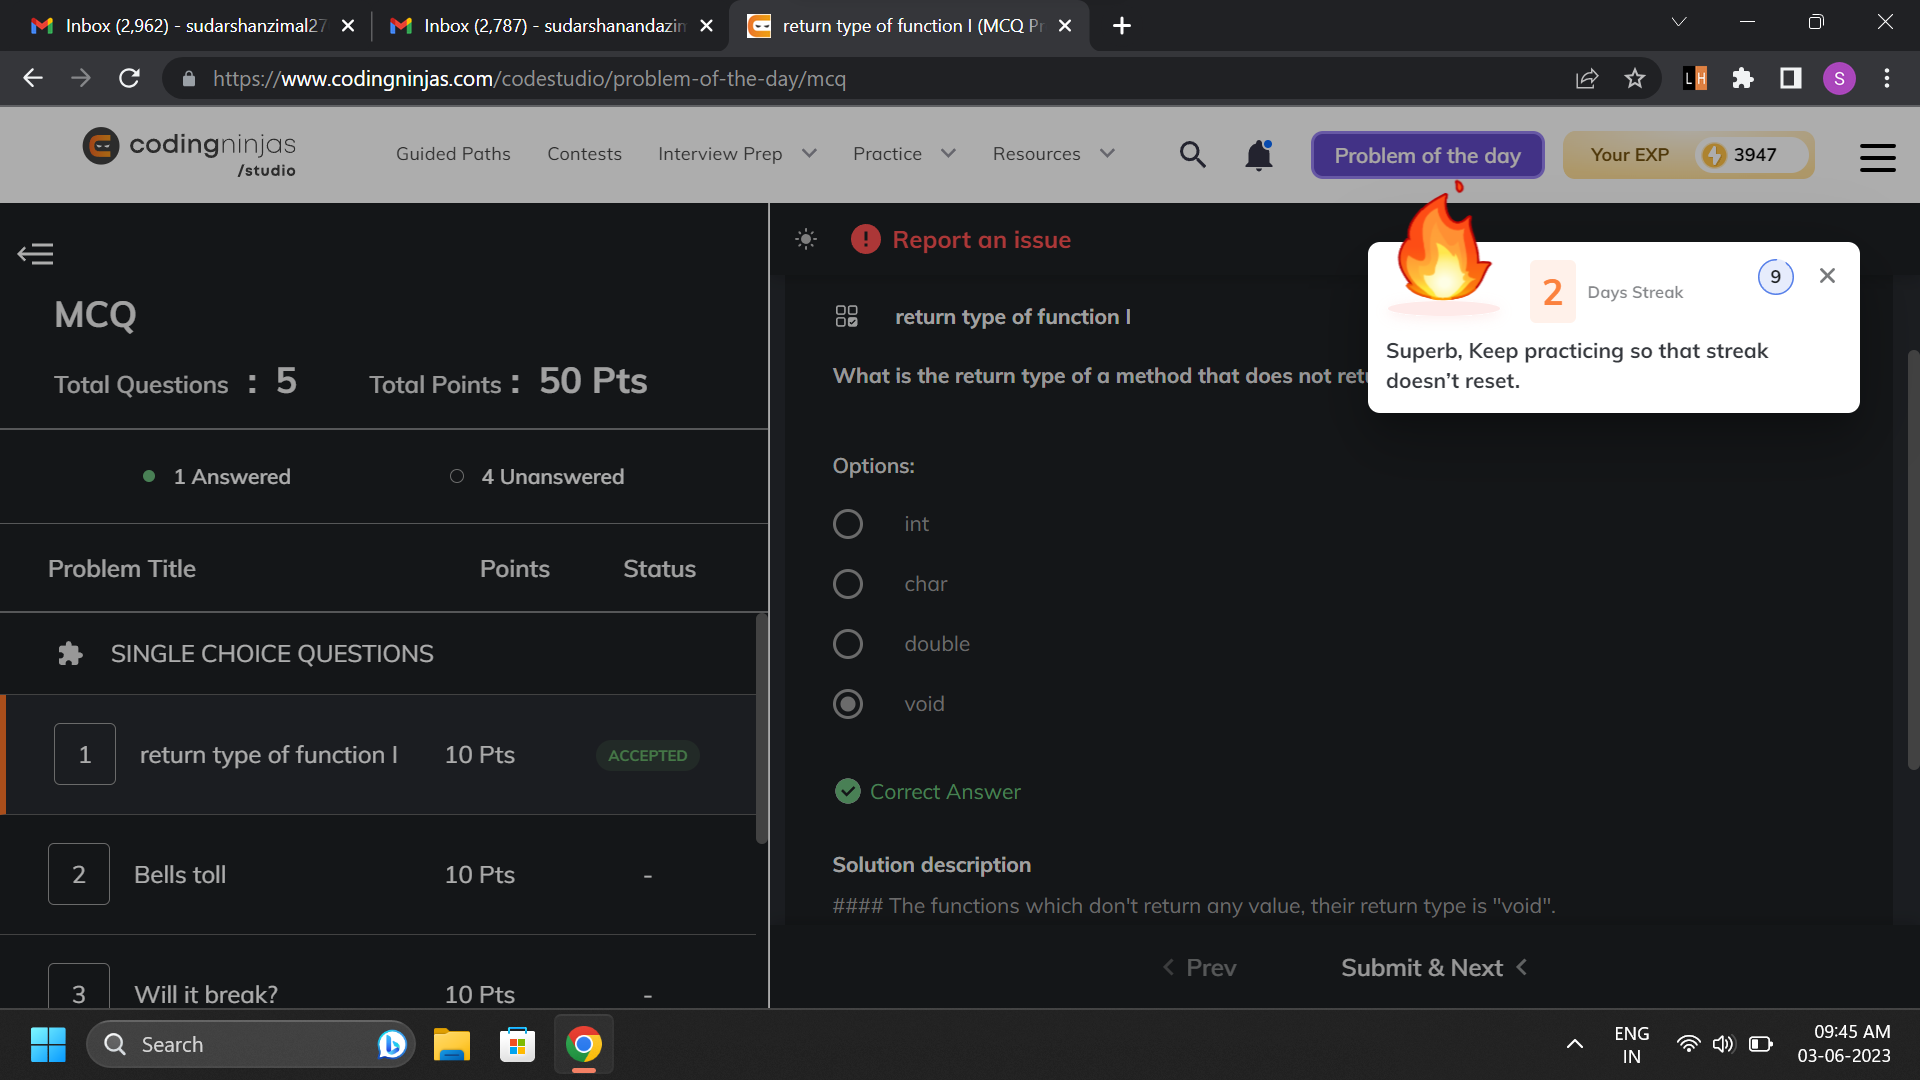 Inbox (2,962) - sudarshanzimal27
Inbox (2,787) - sudarshanandazim
return type of function I (MCQ Pr
https://www.codingninjas.com/codestudio/problem-of-the-day/mcq
L H
S
codingninjas
/studio
Guided Paths
Contests
Interview Prep
Practice
Resources
Problem of the day
Your EXP
3947
MCQ
Total Questions : 5
Total Points : 50 Pts
1 Answered
4 Unanswered
Problem Title
Points
Status
SINGLE CHOICE QUESTIONS
1
return type of function I
10 Pts
ACCEPTED
2
Bells toll
10 Pts
-
3
Will it break?
10 Pts
-
Report an issue
return type of function I
What is the return type of a method that does not retu
Options:
int
char
double
void
Correct Answer
Solution description
#### The functions which don't return any value, their return type is "void".
Prev
Submit & Next
2
Days Streak
9
Superb, Keep practicing so that streak
doesn’t reset.
Search
ENG
IN
09:45 AM
03-06-2023